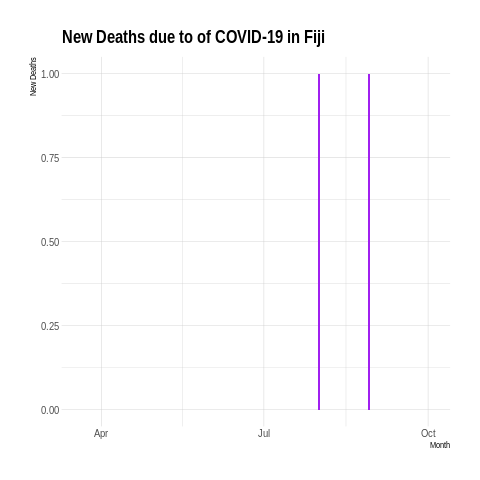 New Deaths due to of COVID-19 in Fiji
New Deaths
1.00
0.75
0.50
0.25
0.00
Apr
Jul
Oct
Month